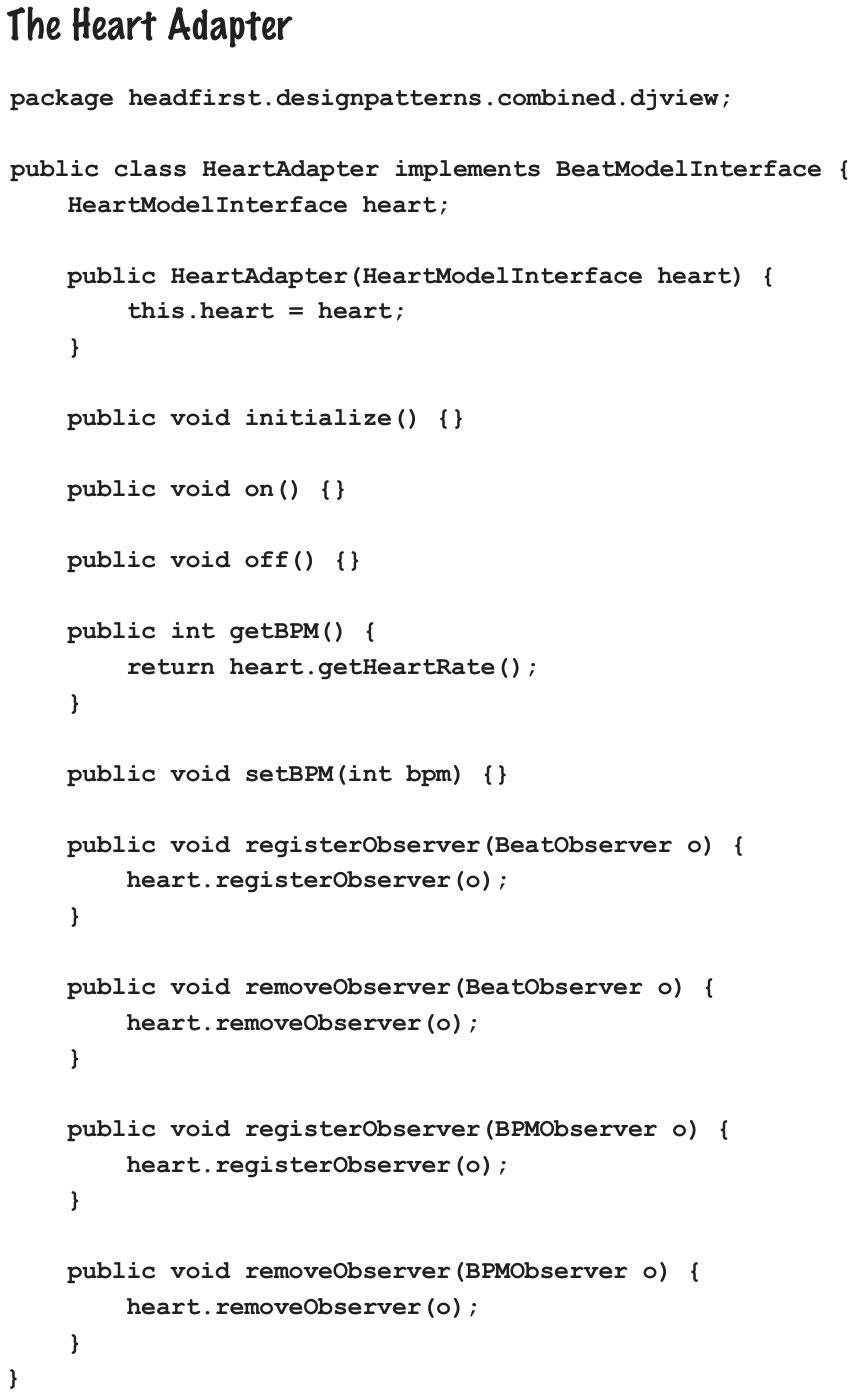 The Heart Adapter
package headfirst.designpatterns.combined.djview;
public class HeartAdapter implements BeatModelInterface {
    HeartModelInterface heart;
    public HeartAdapter(HeartModelInterface heart) {
        this.heart = heart;
    }
    public void initialize() {}
    public void on() {}
    public void off() {}
    public int getBPM() {
        return heart.getHeartRate();
    }
    public void setBPM(int bpm) {}
    public void registerObserver(BeatObserver o) {
        heart.registerObserver(o);
    }
    public void removeObserver(BeatObserver o) {
        heart.removeObserver(o);
    }
    public void registerObserver(BPMObserver o) {
        heart.registerObserver(o);
    }
    public void removeObserver(BPMObserver o) {
        heart.removeObserver(o);
    }
}